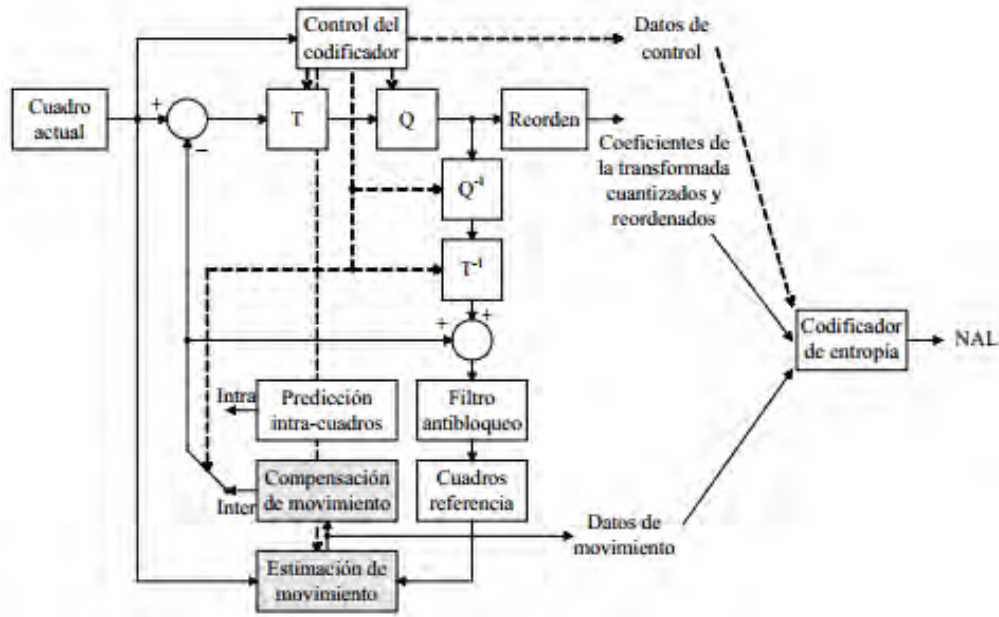 Control del
codificador
Datos de
control
Cuadro
actual
+
−
T
Q
Reorden
Coeficientes de
la transformada
cuantizados y
reordenados
Q⁻¹
T⁻¹
+
+
Codificador
de entropía
NAL
Intra
Predicción
intra-cuadros
Filtro
antibloqueo
Inter
Compensación
de movimiento
Cuadros
referencia
Datos de
movimiento
Estimación de
movimiento